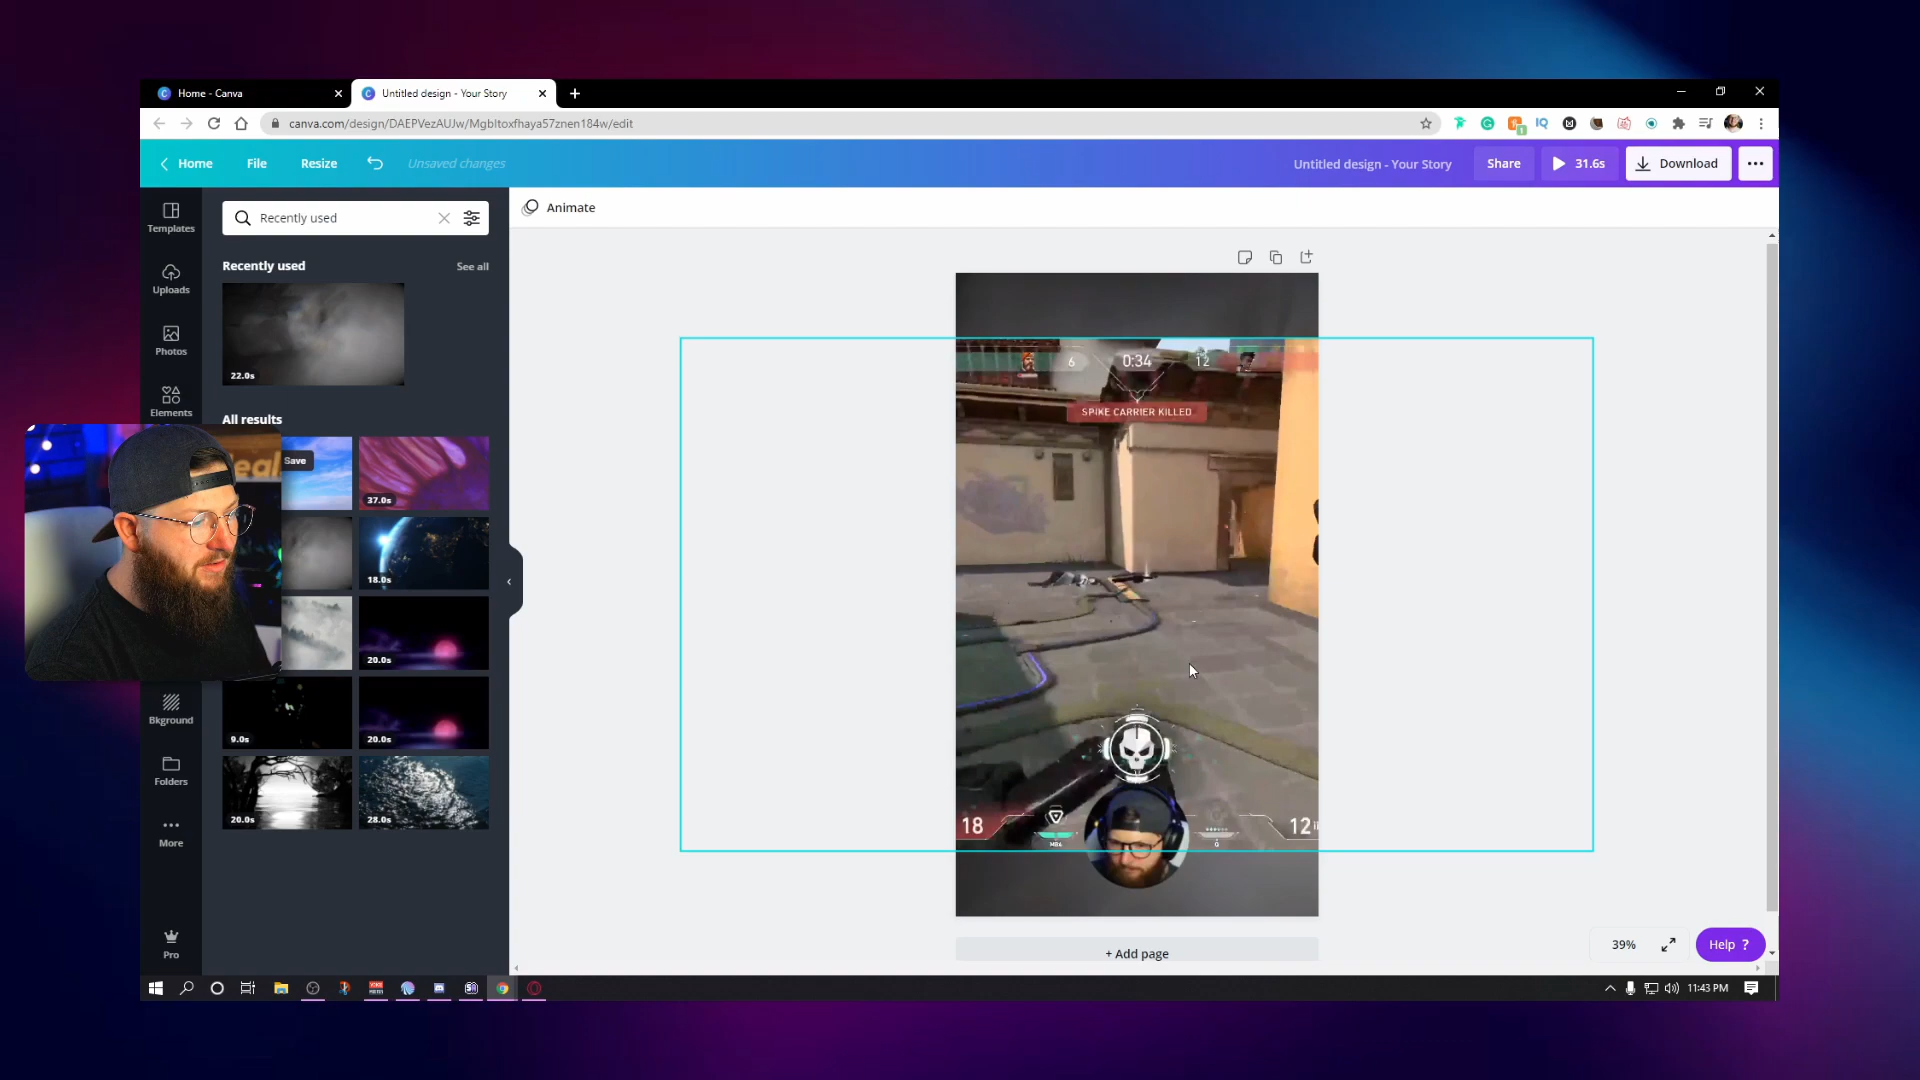 Home - Canva
Untitled design - Your Story
canva.com/design/DAEPVezAUJw/Mgbltoxfhaya57znen184w/edit
Home
File
Resize
Unsaved changes
Untitled design - Your Story
Share
31.6s
Download
Templates
Uploads
Photos
Elements
Bkground
Folders
More
Pro
Recently used
Recently used
See all
22.0s
All results
Save
37.0s
18.0s
20.0s
9.0s
20.0s
20.0s
28.0s
Animate
6
0:34
12
SPIKE CARRIER KILLED
18
12
+ Add page
39%
Help ?
11:43 PM